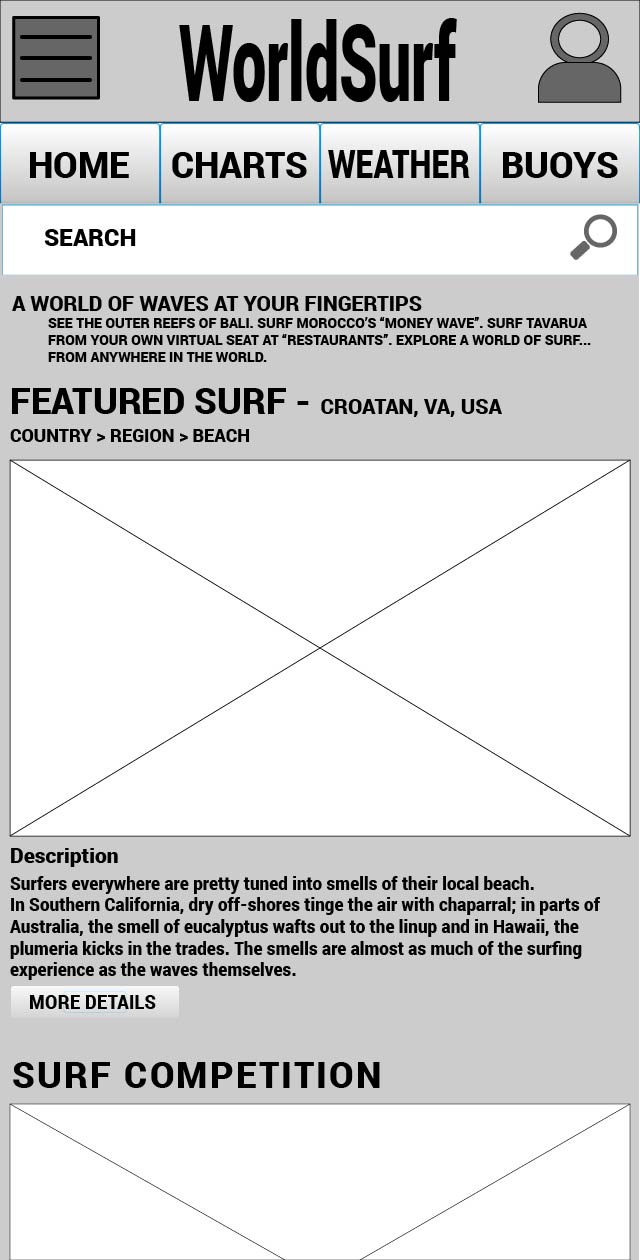 WorldSurf
HOME CHARTS WEATHER BUOYS
SEARCH
A WORLD OF WAVES AT YOUR FINGERTIPS
SEE THE OUTER REEFS OF BALI. SURF MOROCCO’S “MONEY WAVE”. SURF TAVARUA
FROM YOUR OWN VIRTUAL SEAT AT “RESTAURANTS”. EXPLORE A WORLD OF SURF...
FROM ANYWHERE IN THE WORLD.
FEATURED SURF - CROATAN, VA, USA
COUNTRY > REGION > BEACH
Description
Surfers everywhere are pretty tuned into smells of their local beach.
In Southern California, dry off-shores tinge the air with chaparral; in parts of
Australia, the smell of eucalyptus wafts out to the linup and in Hawaii, the
plumeria kicks in the trades. The smells are almost as much of the surfing
experience as the waves themselves.
MORE DETAILS
SURF COMPETITION